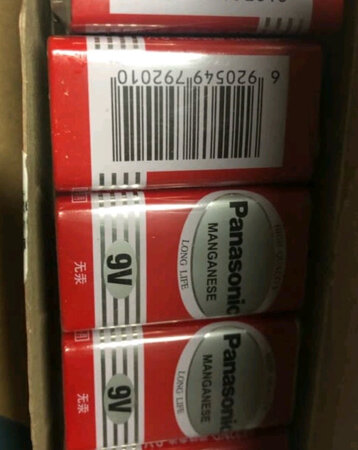 6 920549 792010
Panasonic
MANGANESE
LONG LIFE
9V
无汞
Panasonic
MANGANESE
LONG LIFE
9V
无汞